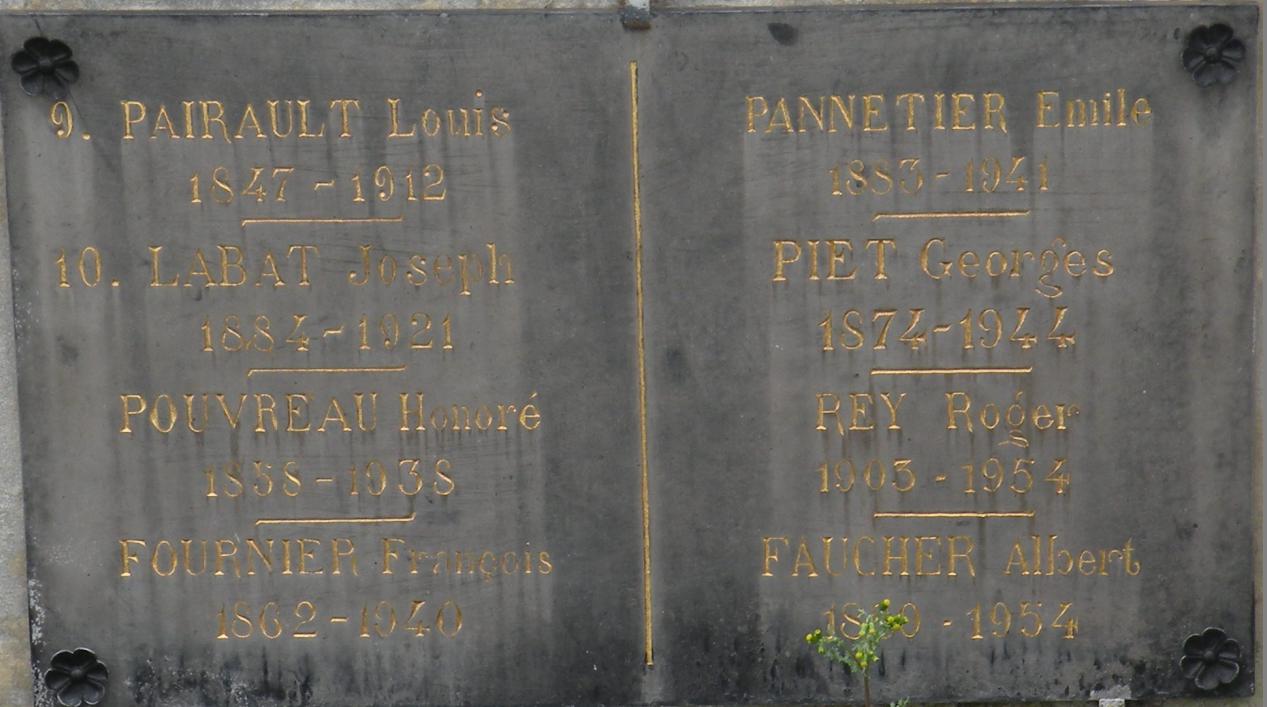 9. PAIRAULT Louis
1847 - 1912
10. LABAT Joseph
1884 - 1921
POUVREAU Honoré
1858 - 1938
FOURNIER François
1862 - 1940
PANNETIER Emile
1883 - 1941
PIET Georges
1874 - 1944
REY Roger
1903 - 1954
FAUCHER Albert
- 1954